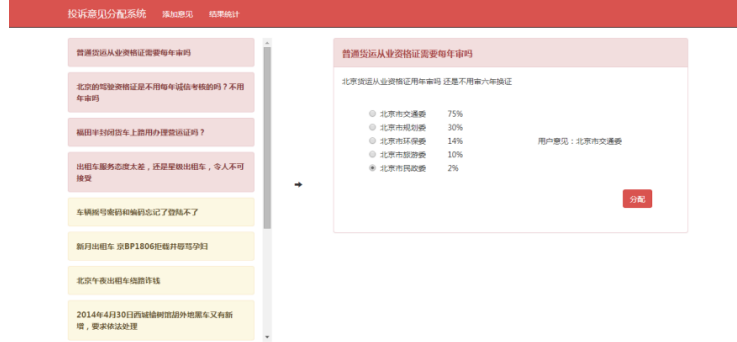 投诉意见分配系统 添加意见 结果统计
普通货运从业资格证需要每年审吗
北京的驾驶资格证是不用每年诚信考核的吗？不用
年审吗
福田半封闭货车上路用办理营运证吗？
出租车服务态度太差，还是星级出租车，令人不可
接受
车辆摇号密码和编码忘记了登陆不了
新月出租车 京BP1806拒载并辱骂孕妇
北京午夜出租车绕路诈钱
2014年4月30日西城榆树馆胡外地黑车又有新
增，要求依法处理
普通货运从业资格证需要每年审吗
北京货运从业资格证用年审吗 还是不用审六年换证
北京市交通委 75%
北京市规划委 30%
北京市环保委 14% 用户意见：北京市交通委
北京市旅游委 10%
北京市民政委 2%
分配